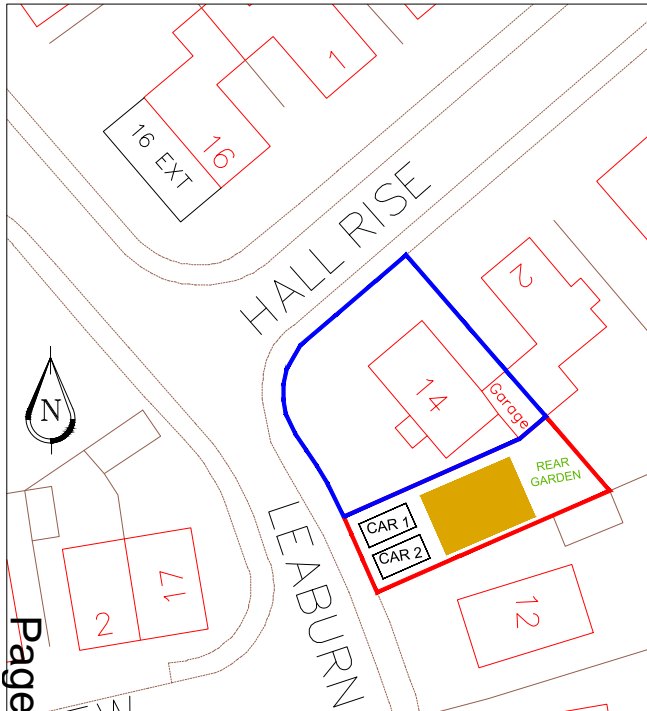 1
16
16 EXT
HALL RISE
2
14
Garage
N
REAR
GARDEN
CAR 1
CAR 2
LEABURN
17
2
12
Page